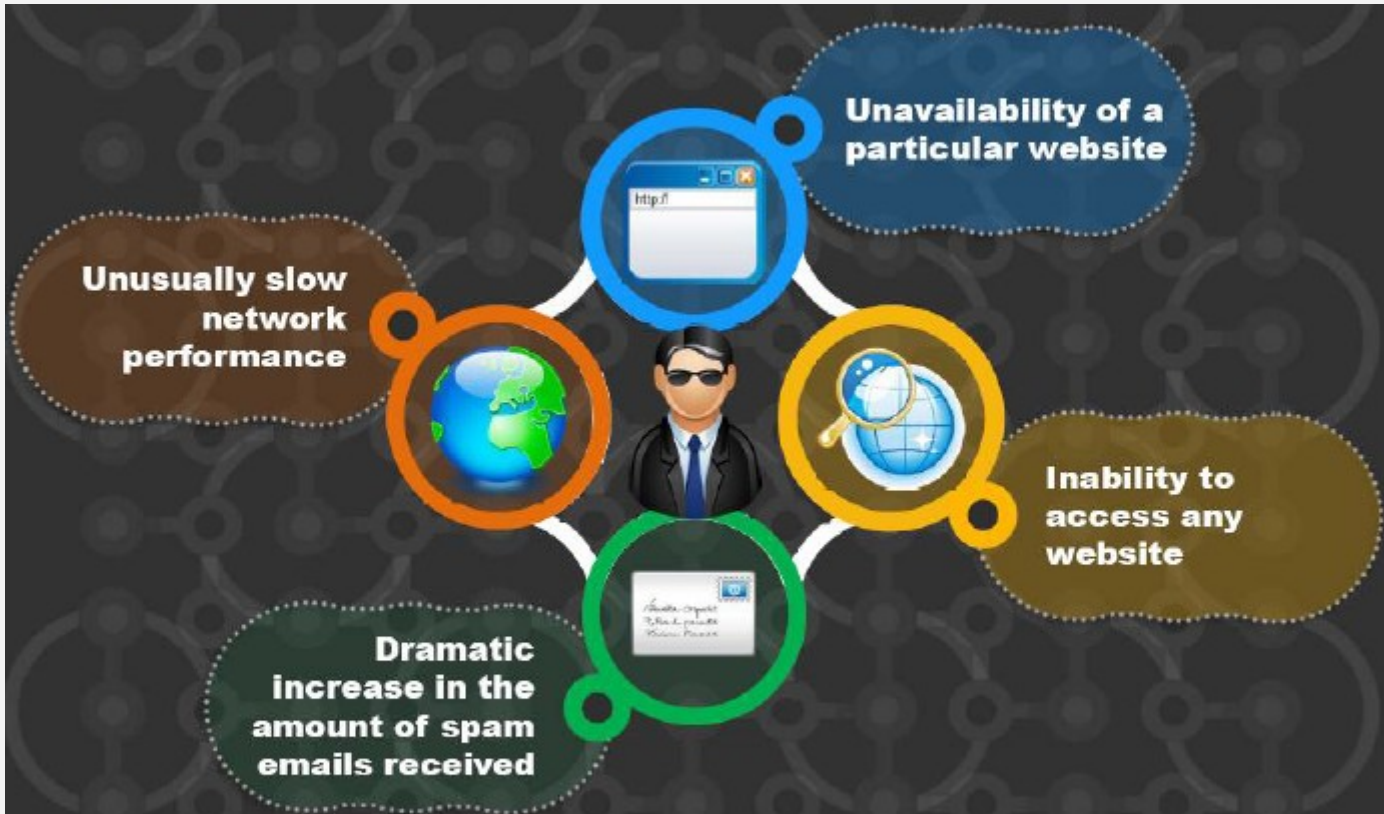 Unavailability of a
particular website
http://
Unusually slow
network
performance
Inability to
access any
website
Dramatic
increase in the
amount of spam
emails received